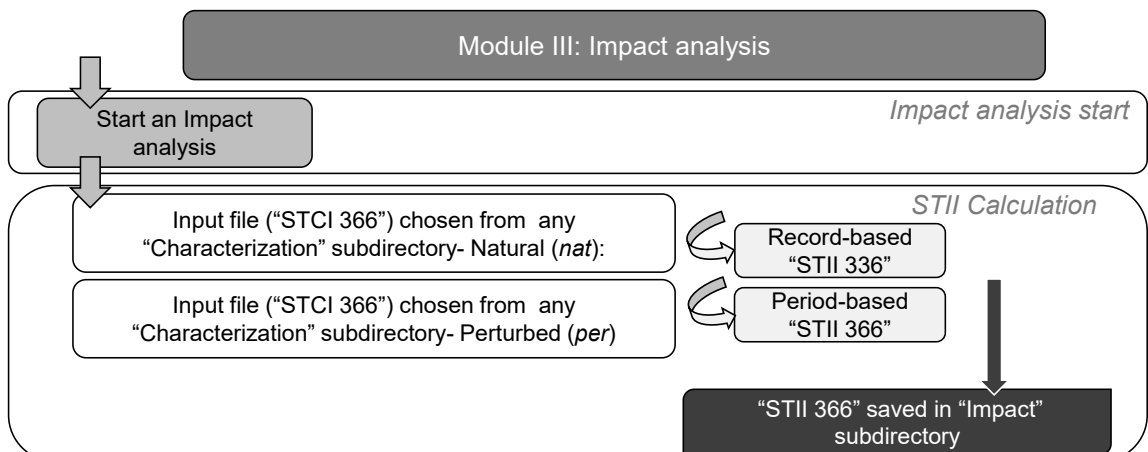 Module III: Impact analysis
Impact analysis start
Start an Impact
analysis
STII Calculation
Input file (“STCI 366”) chosen from any
“Characterization” subdirectory- Natural (nat):
Record-based
“STII 336”
Input file (“STCI 366”) chosen from any
“Characterization” subdirectory- Perturbed (per)
Period-based
“STII 366”
“STII 366” saved in “Impact”
subdirectory